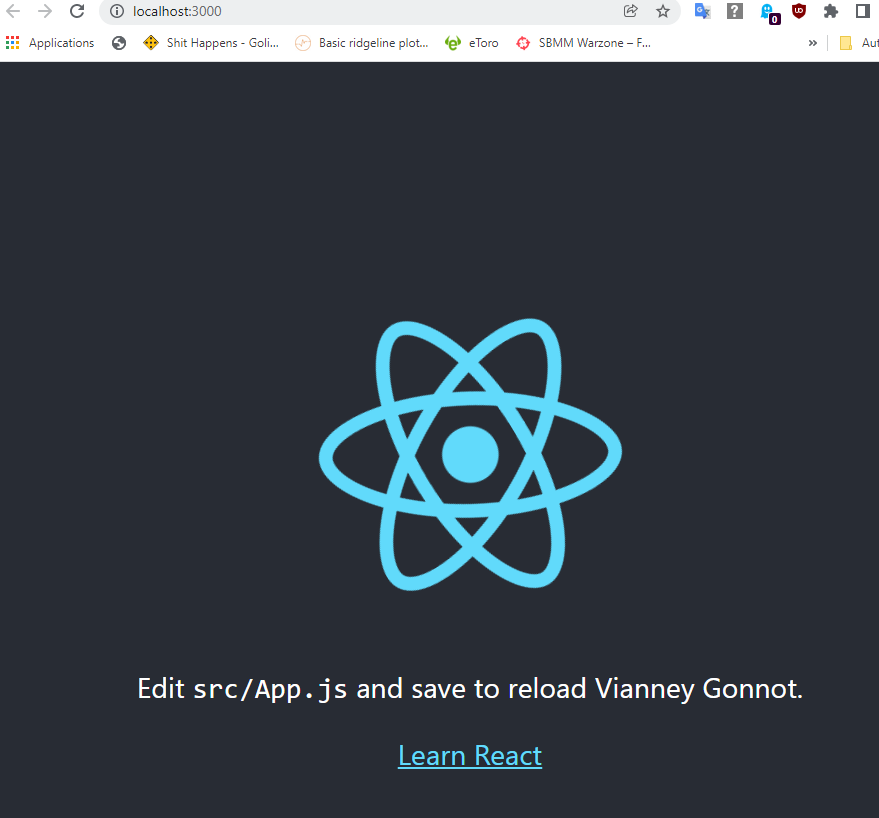 localhost:3000
Applications Shit Happens - Goli... Basic ridgeline plot... eToro SBMM Warzone – F... » Aut
0
UD
Edit src/App.js and save to reload Vianney Gonnot.
Learn React